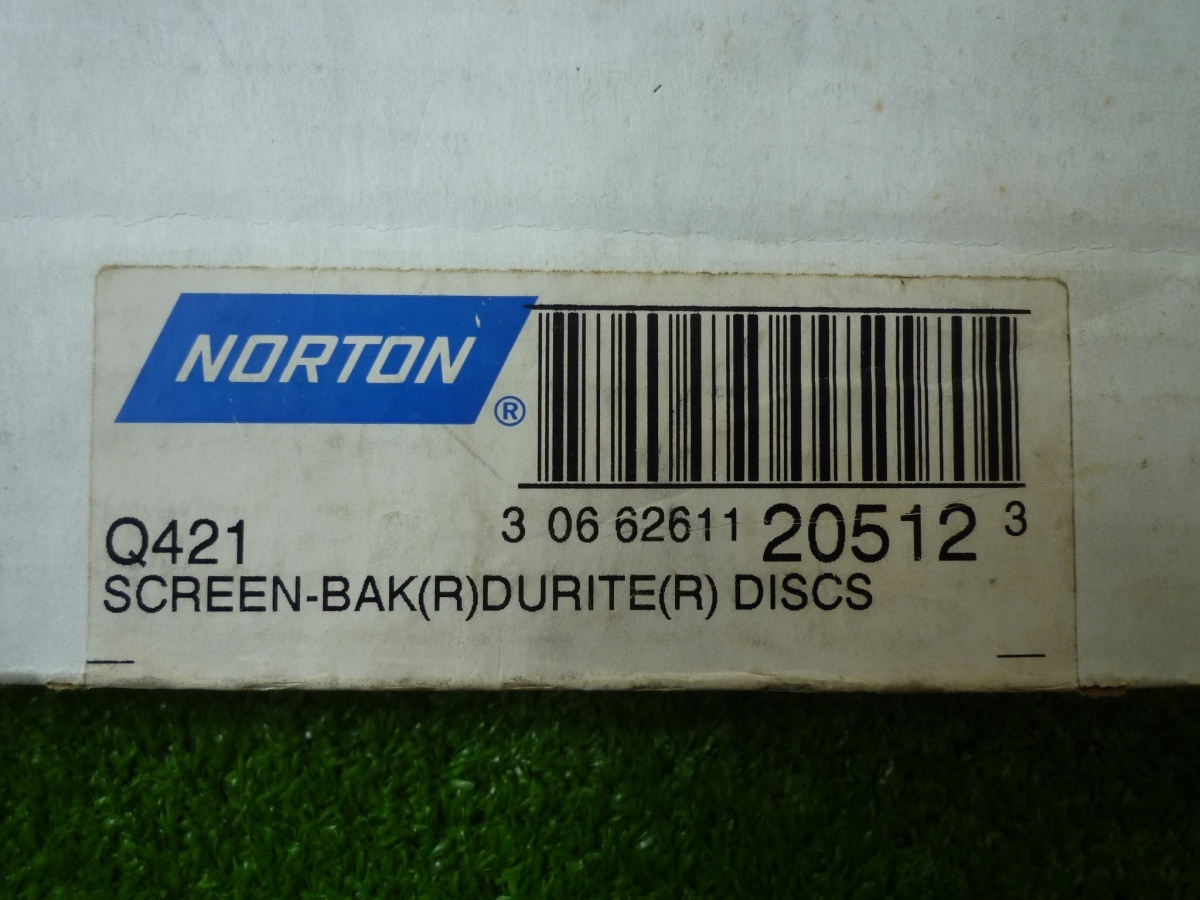 NORTON ®
3 06 62611 20512 3
Q421
SCREEN-BAK(R)DURITE(R) DISCS